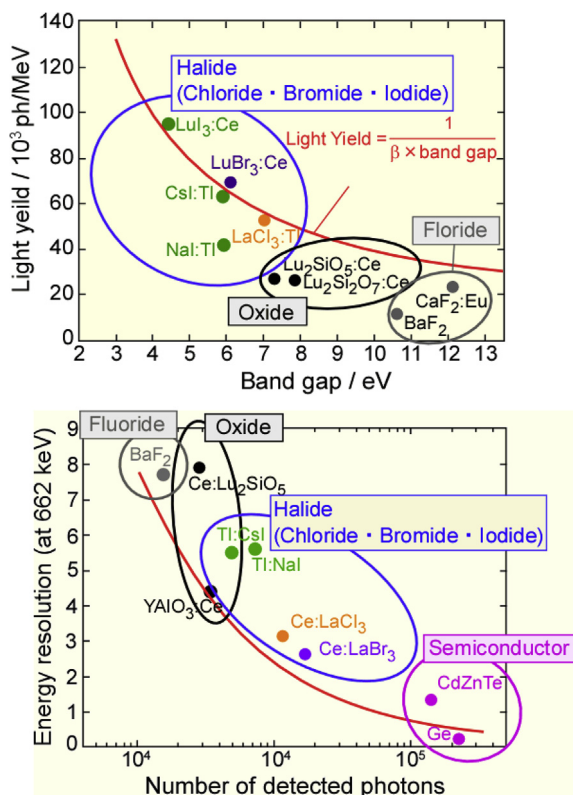 Light yeild / 10³ ph/MeV
140
120
100
80
60
40
20
0
Halide
(Chloride・Bromide・Iodide)
LuI₃:Ce
LuBr₃:Ce
CsI:Tl
LaCl₃:Tl
NaI:Tl
Light Yield = 1 / β × band gap
Floride
Lu₂SiO₅:Ce
Lu₂Si₂O₇:Ce
CaF₂:Eu
BaF₂
Oxide
2 3 4 5 6 7 8 9 10 11 12 13
Band gap / eV
Energy resolution (at 662 keV)
9
8
7
6
5
4
3
2
1
0
Fluoride
Oxide
BaF₂
Ce:Lu₂SiO₅
Halide
(Chloride・Bromide・Iodide)
Tl:CsI
Tl:NaI
YAlO₃:Ce
Ce:LaCl₃
Ce:LaBr₃
Semiconductor
CdZnTe
Ge
10⁴ 10⁴ 10⁵
Number of detected photons